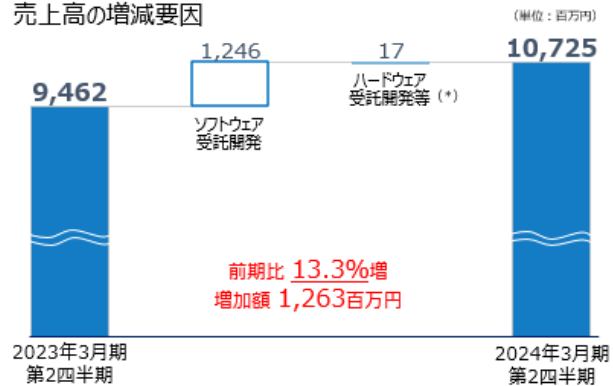 売上高の増減要因
(単位：百万円)
9,462
1,246
ソフトウェア
受託開発
17
ハードウェア
受託開発等（*）
10,725
前期比 13.3%増
増加額 1,263百万円
2023年3月期
第2四半期
2024年3月期
第2四半期